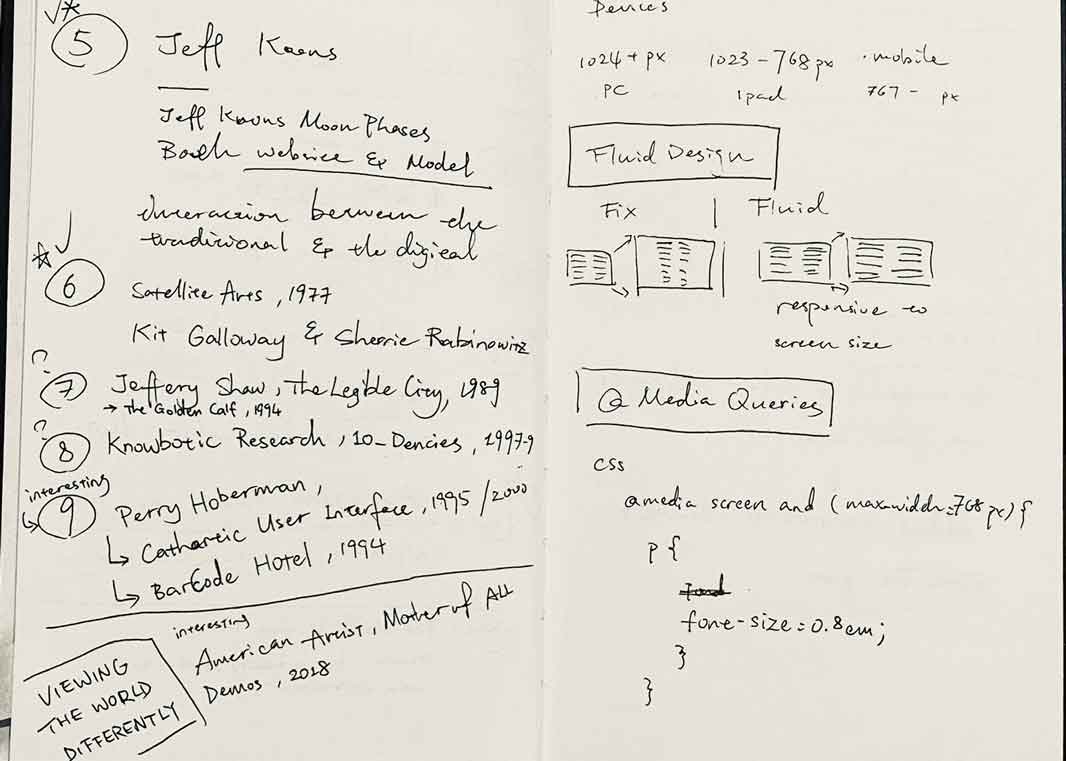 5 Jeff Koons
Jeff Koons Moon Phases
Both website & Model
Interaction between the
traditional & the digital
6 Satellite Arts, 1977
Kit Galloway & Sherrie Rabinowitz
?
7 Jeffery Shaw, The Legible City, 1989
→ The Golden Calf, 1994
?
8 Knowbotic Research, 10_Dencies, 1997-9
interesting
9 Perry Hoberman,
Cathartic User Interface, 1995/2000
BarCode Hotel, 1994
interesting
American Artist, Mother of All
Demos, 2018
VIEWING
THE WORLD
DIFFERENTLY
Devices
1024+px 1023-768px ·mobile
PC ipad 767- px
Fluid Design
Fix | Fluid
responsive to
screen size
@ Media Queries
css
@media screen and (max-width=768px){
p {
font-size=0.8em;
}
}